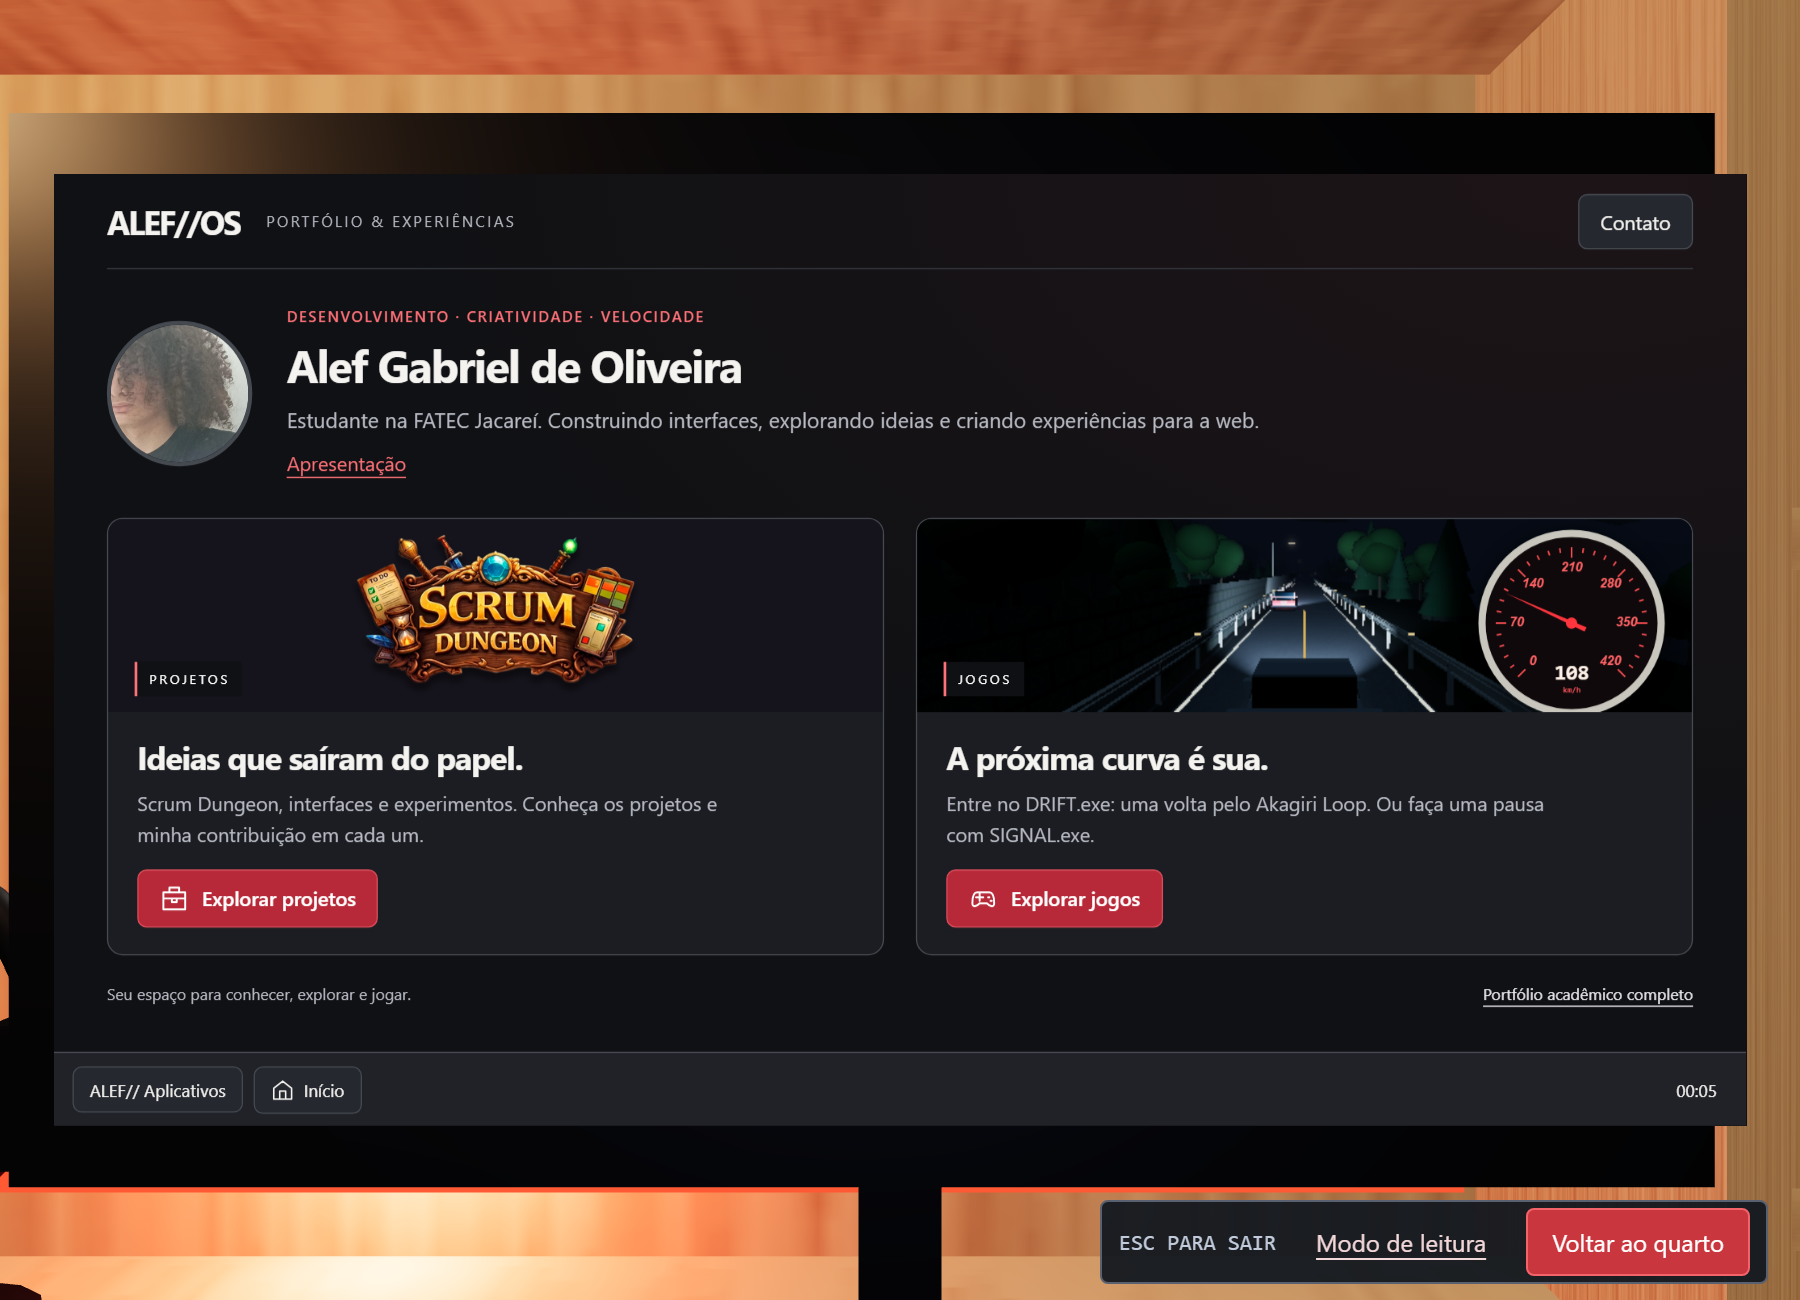 ALEF//OS
PORTFÓLIO & EXPERIÊNCIAS
Contato
DESENVOLVIMENTO · CRIATIVIDADE · VELOCIDADE
Alef Gabriel de Oliveira
Estudante na FATEC Jacareí. Construindo interfaces, explorando ideias e criando experiências para a web.
Apresentação
TO DO
SCRUM
DUNGEON
PROJETOS
Ideias que saíram do papel.
Scrum Dungeon, interfaces e experimentos. Conheça os projetos e
minha contribuição em cada um.
Explorar projetos
0
70
140
210
280
350
420
108
km/h
JOGOS
A próxima curva é sua.
Entre no DRIFT.exe: uma volta pelo Akagiri Loop. Ou faça uma pausa
com SIGNAL.exe.
Explorar jogos
Seu espaço para conhecer, explorar e jogar.
Portfólio acadêmico completo
ALEF// Aplicativos
Início
00:05
ESC PARA SAIR
Modo de leitura
Voltar ao quarto